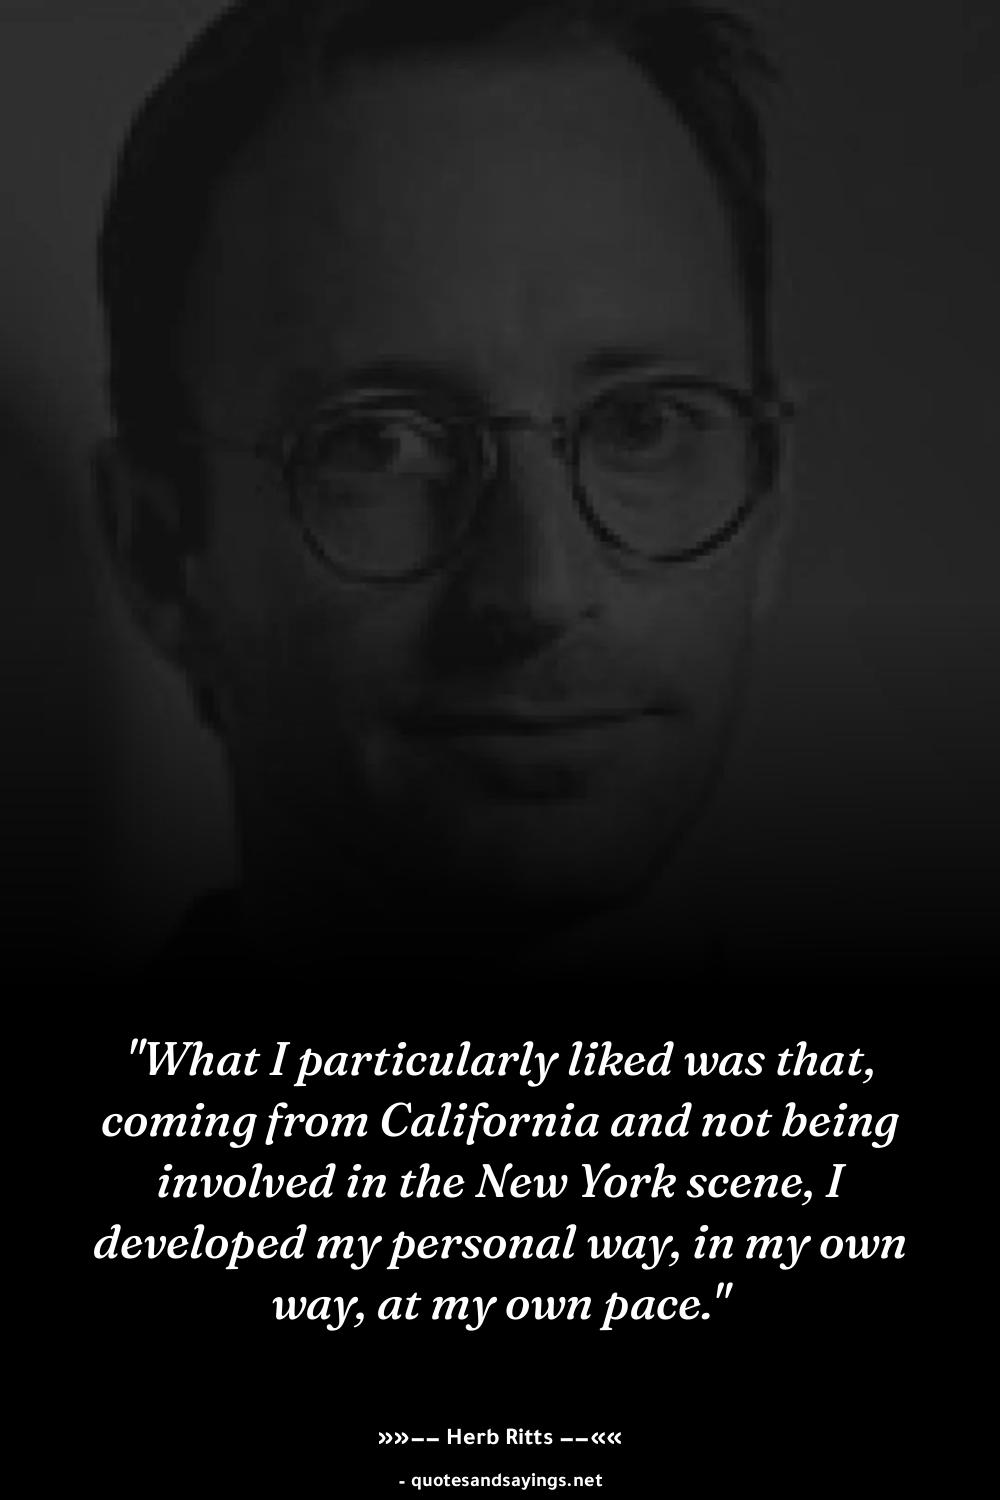 "What I particularly liked was that,
coming from California and not being
involved in the New York scene, I
developed my personal way, in my own
way, at my own pace."
»»−− Herb Ritts −−««
- quotesandsayings.net